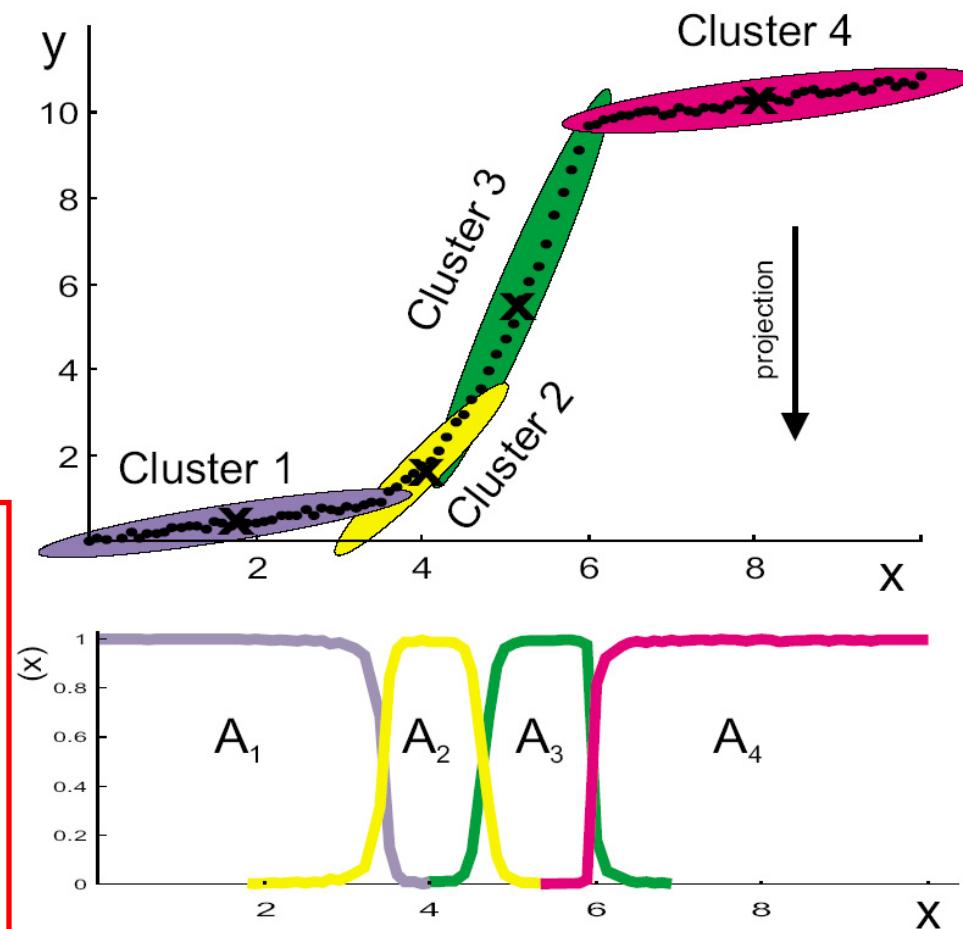 Cluster 4
y
10
8
6
4
2
Cluster 3
projection
Cluster 2
Cluster 1
2 4 6 8
x
(x)
1
0.8
0.6
0.4
0.2
0
A₁ A₂ A₃ A₄
2 4 6 8
x